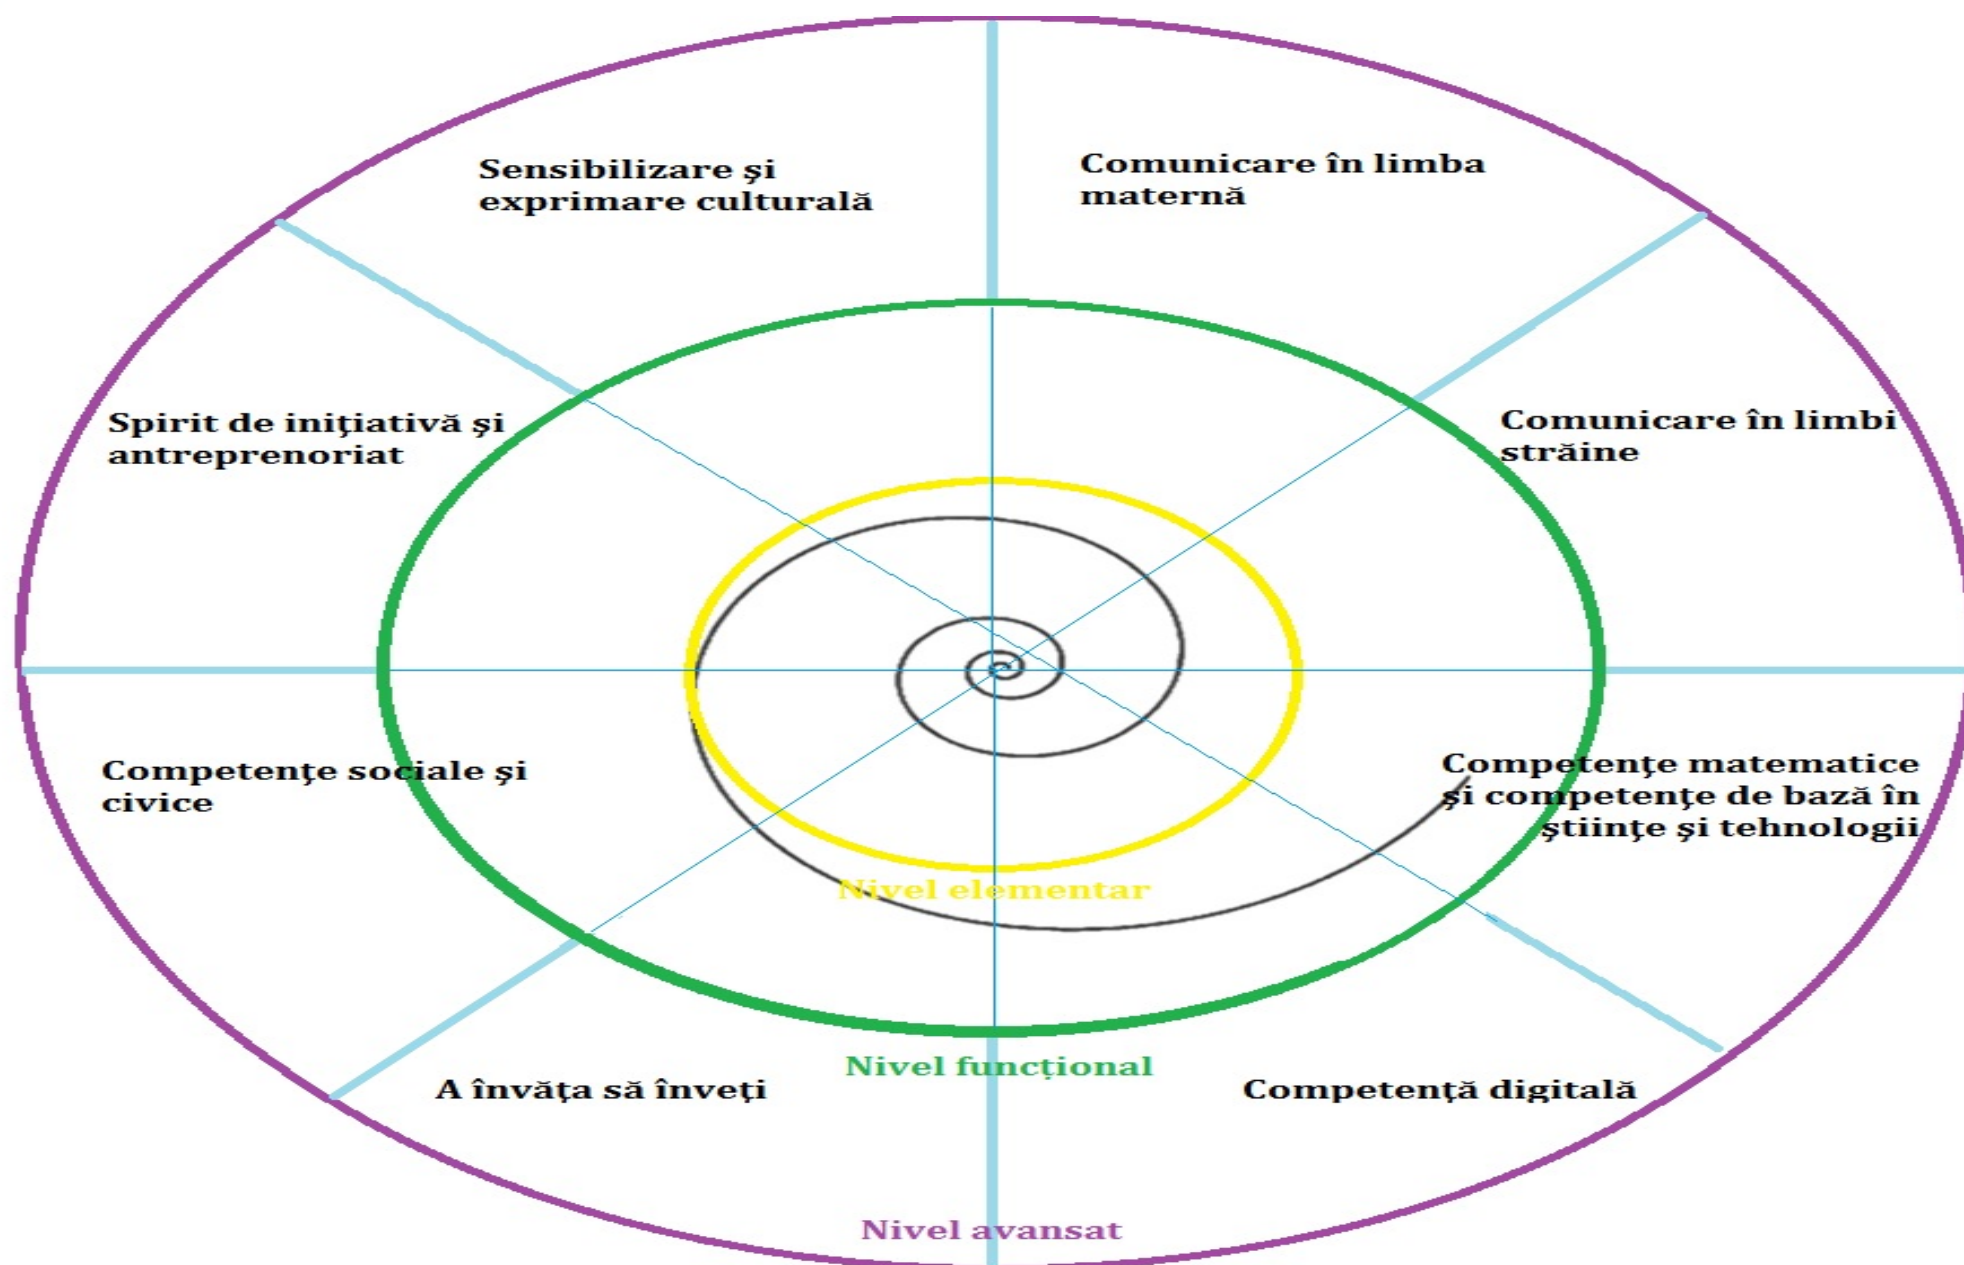 Sensibilizare şi
exprimare culturală
Comunicare în limba
maternă
Spirit de iniţiativă şi
antreprenoriat
Comunicare în limbi
străine
Competenţe sociale şi
civice
Competenţe matematice
şi competenţe de bază în
ştiinţe şi tehnologii
Nivel elementar
Nivel funcțional
A învăţa să înveţi
Competenţă digitală
Nivel avansat